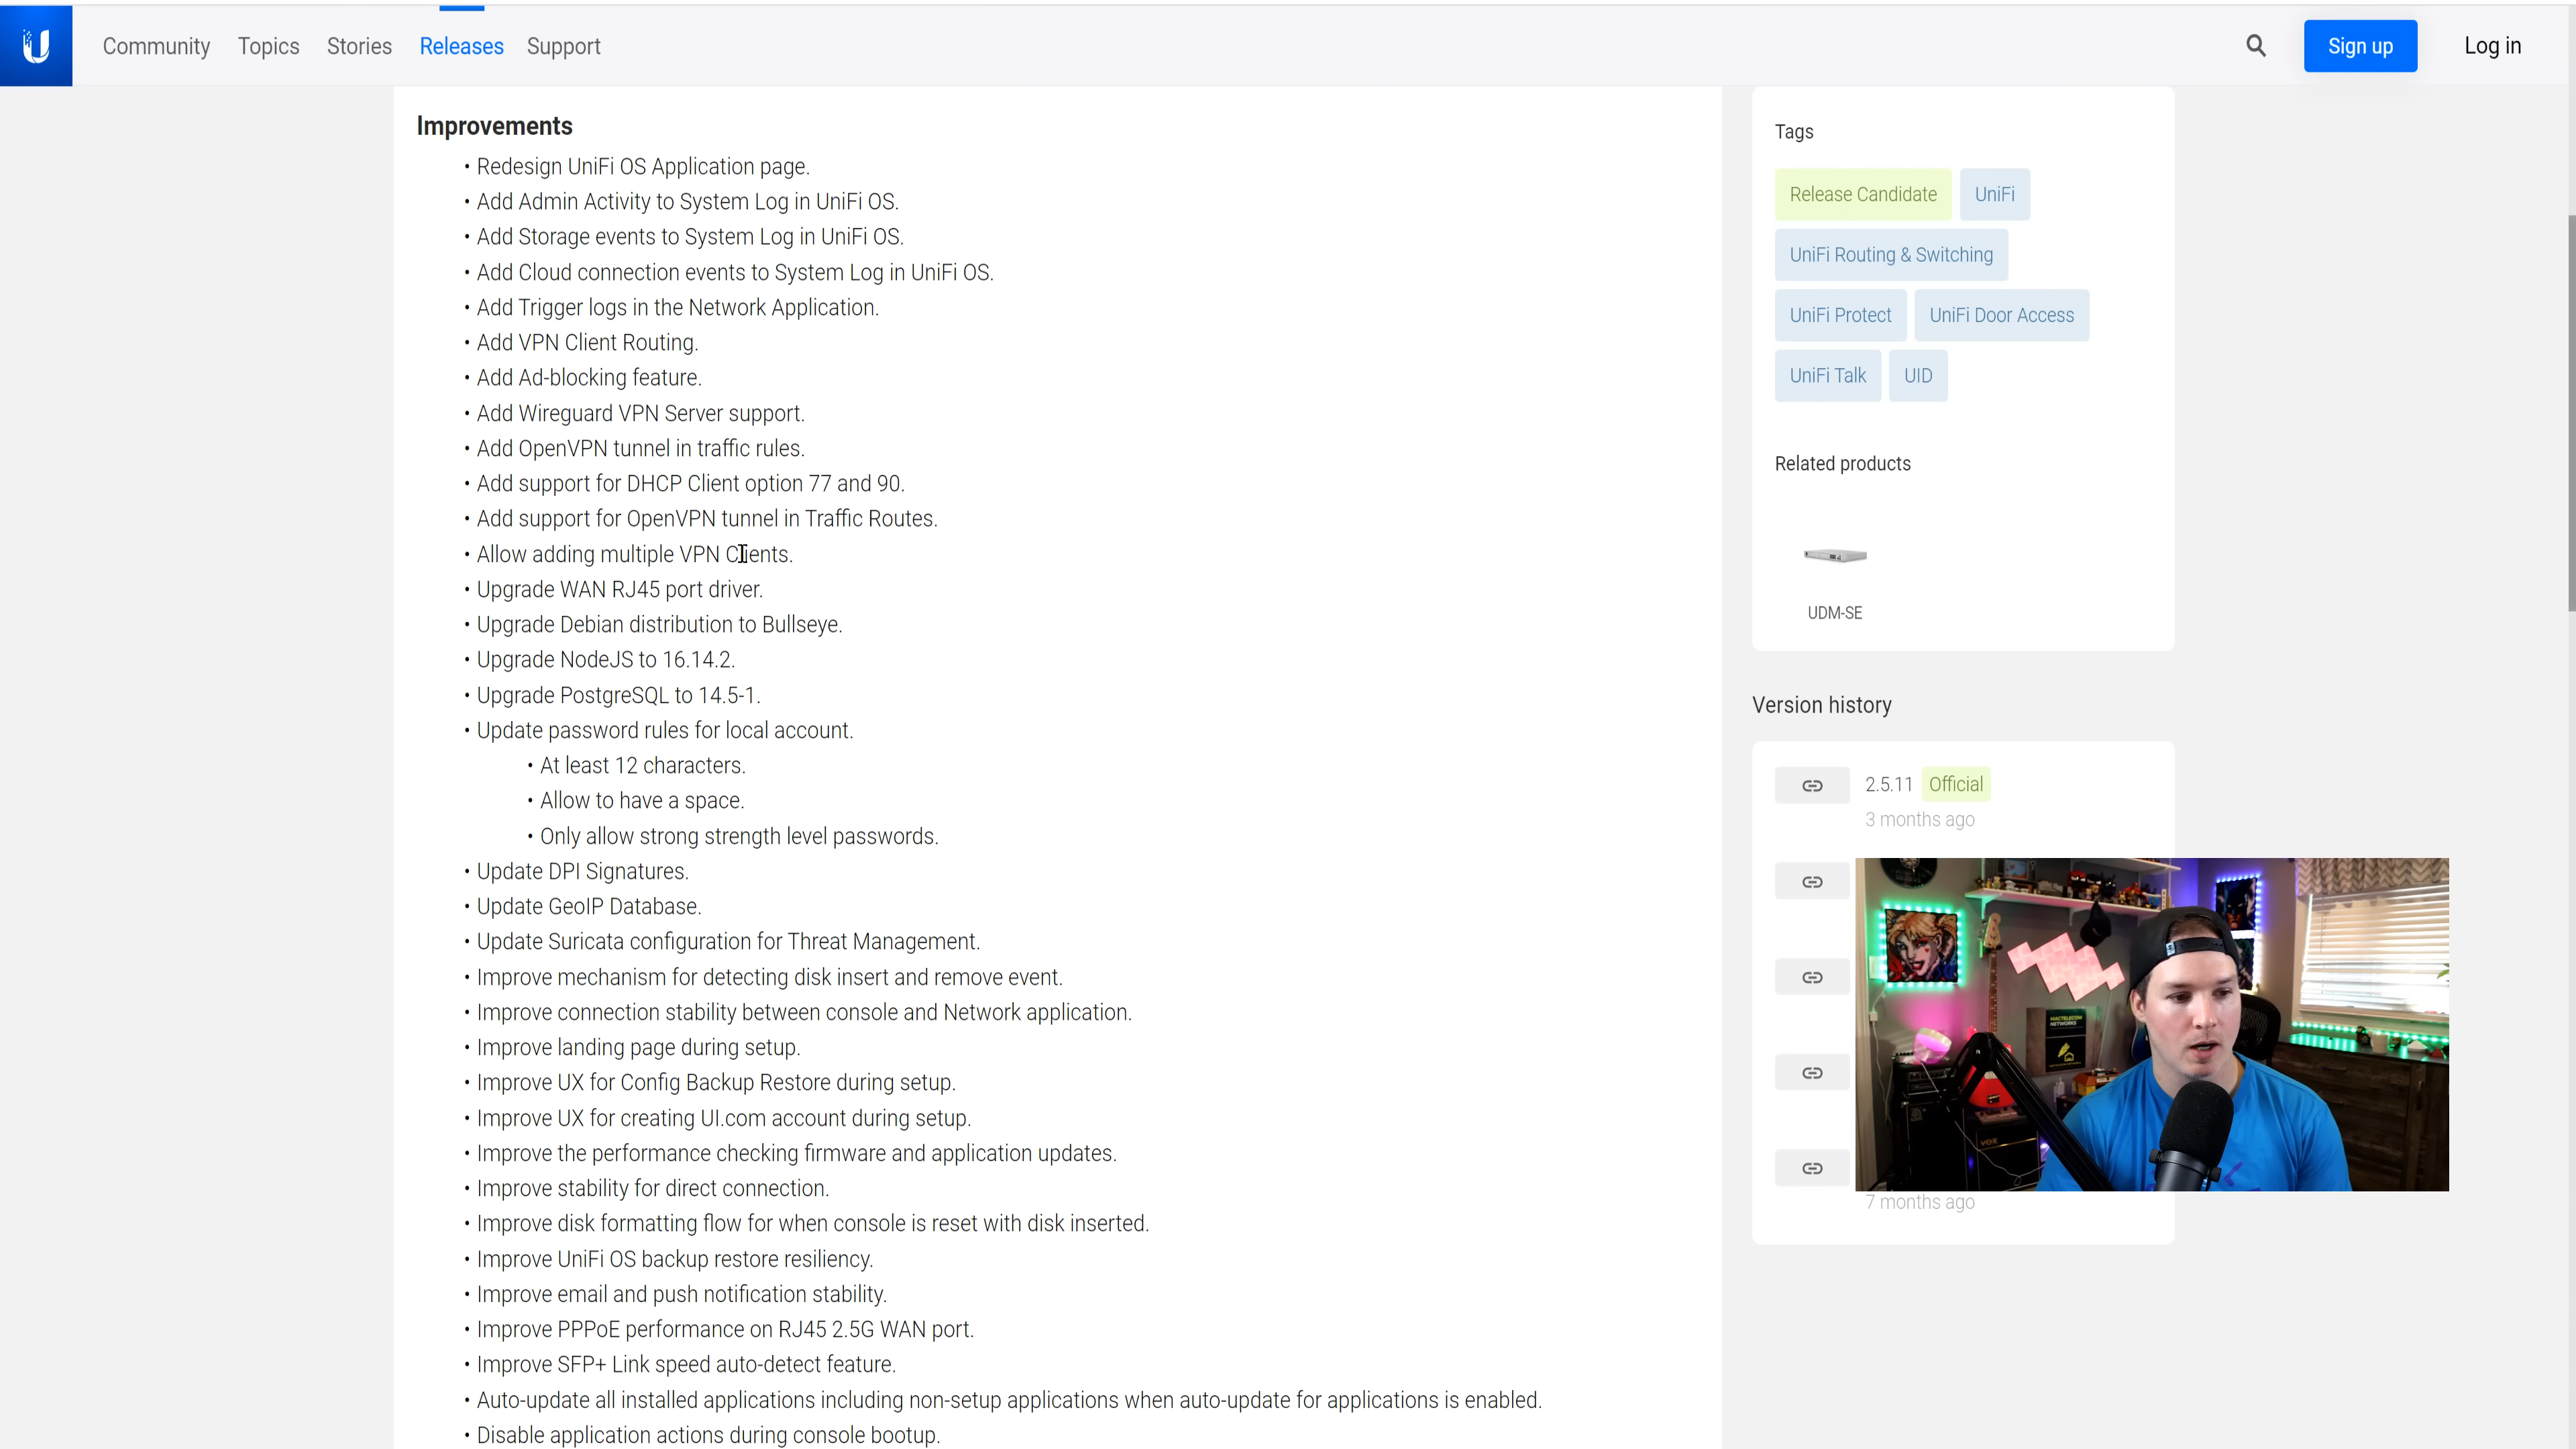 Community Topics Stories Releases Support Sign up Log in
Improvements
• Redesign UniFi OS Application page.
• Add Admin Activity to System Log in UniFi OS.
• Add Storage events to System Log in UniFi OS.
• Add Cloud connection events to System Log in UniFi OS.
• Add Trigger logs in the Network Application.
• Add VPN Client Routing.
• Add Ad-blocking feature.
• Add Wireguard VPN Server support.
• Add OpenVPN tunnel in traffic rules.
• Add support for DHCP Client option 77 and 90.
• Add support for OpenVPN tunnel in Traffic Routes.
• Allow adding multiple VPN Clients.
• Upgrade WAN RJ45 port driver.
• Upgrade Debian distribution to Bullseye.
• Upgrade NodeJS to 16.14.2.
• Upgrade PostgreSQL to 14.5-1.
• Update password rules for local account.
• At least 12 characters.
• Allow to have a space.
• Only allow strong strength level passwords.
• Update DPI Signatures.
• Update GeoIP Database.
• Update Suricata configuration for Threat Management.
• Improve mechanism for detecting disk insert and remove event.
• Improve connection stability between console and Network application.
• Improve landing page during setup.
• Improve UX for Config Backup Restore during setup.
• Improve UX for creating UI.com account during setup.
• Improve the performance checking firmware and application updates.
• Improve stability for direct connection.
• Improve disk formatting flow for when console is reset with disk inserted.
• Improve UniFi OS backup restore resiliency.
• Improve email and push notification stability.
• Improve PPPoE performance on RJ45 2.5G WAN port.
• Improve SFP+ Link speed auto-detect feature.
• Auto-update all installed applications including non-setup applications when auto-update for applications is enabled.
• Disable application actions during console bootup.
Tags
Release Candidate UniFi
UniFi Routing & Switching
UniFi Protect UniFi Door Access
UniFi Talk UID
Related products
UDM-SE
Version history
2.5.11 Official
3 months ago
MACTELECOM
NETWORKS
VOX
7 months ago